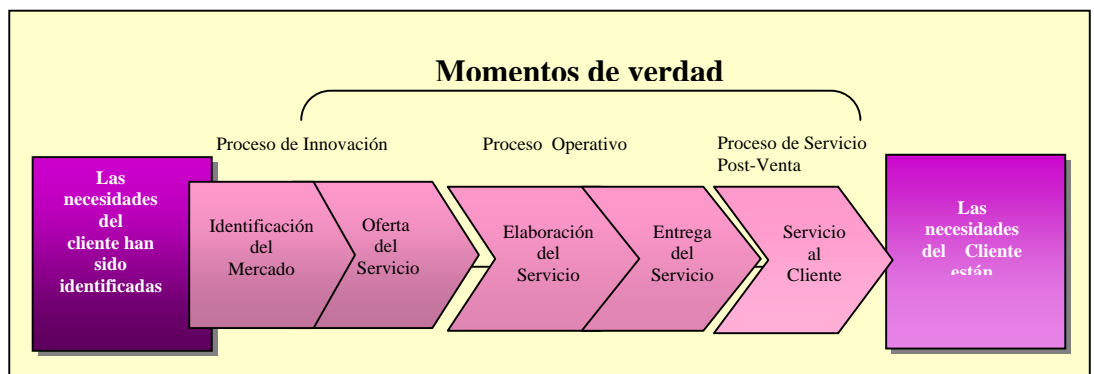 Momentos de verdad
Proceso de Innovación
Proceso Operativo
Proceso de Servicio
Post-Venta
Las
necesidades
del
cliente han
sido
identificadas
Identificación
del
Mercado
Oferta
del
Servicio
Elaboración
del
Servicio
Entrega
del
Servicio
Servicio
al
Cliente
Las
necesidades
del Cliente
están